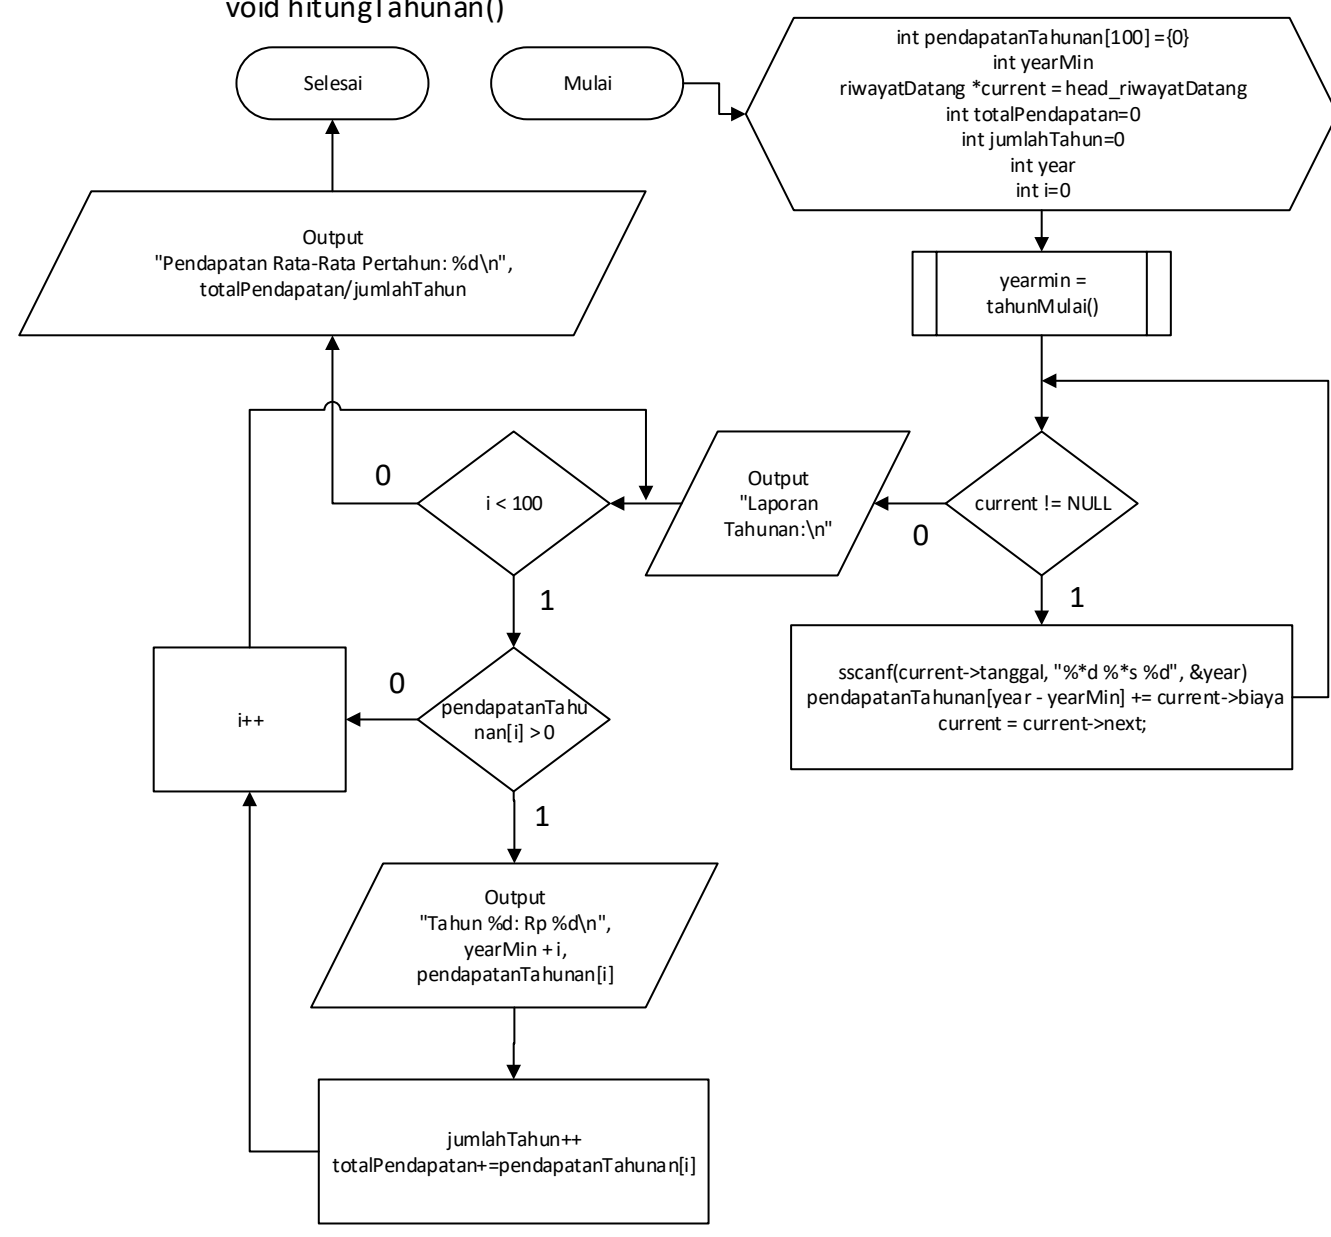 void hitungTahunan()
Selesai
Mulai
int pendapatanTahunan[100] ={0}
int yearMin
riwayatDatang *current = head_riwayatDatang
int totalPendapatan=0
int jumlahTahun=0
int year
int i=0
yearmin =
tahunMulai()
current != NULL
0
1
sscanf(current->tanggal, "%*d %*s %d", &year)
pendapatanTahunan[year - yearMin] += current->biaya
current = current->next;
Output
"Laporan
Tahunan:\n"
i < 100
0
1
Output
"Pendapatan Rata-Rata Pertahun: %d\n",
totalPendapatan/jumlahTahun
pendapatanTahu
nan[i] > 0
0
1
i++
Output
"Tahun %d: Rp %d\n",
yearMin + i,
pendapatanTahunan[i]
jumlahTahun++
totalPendapatan+=pendapatanTahunan[i]